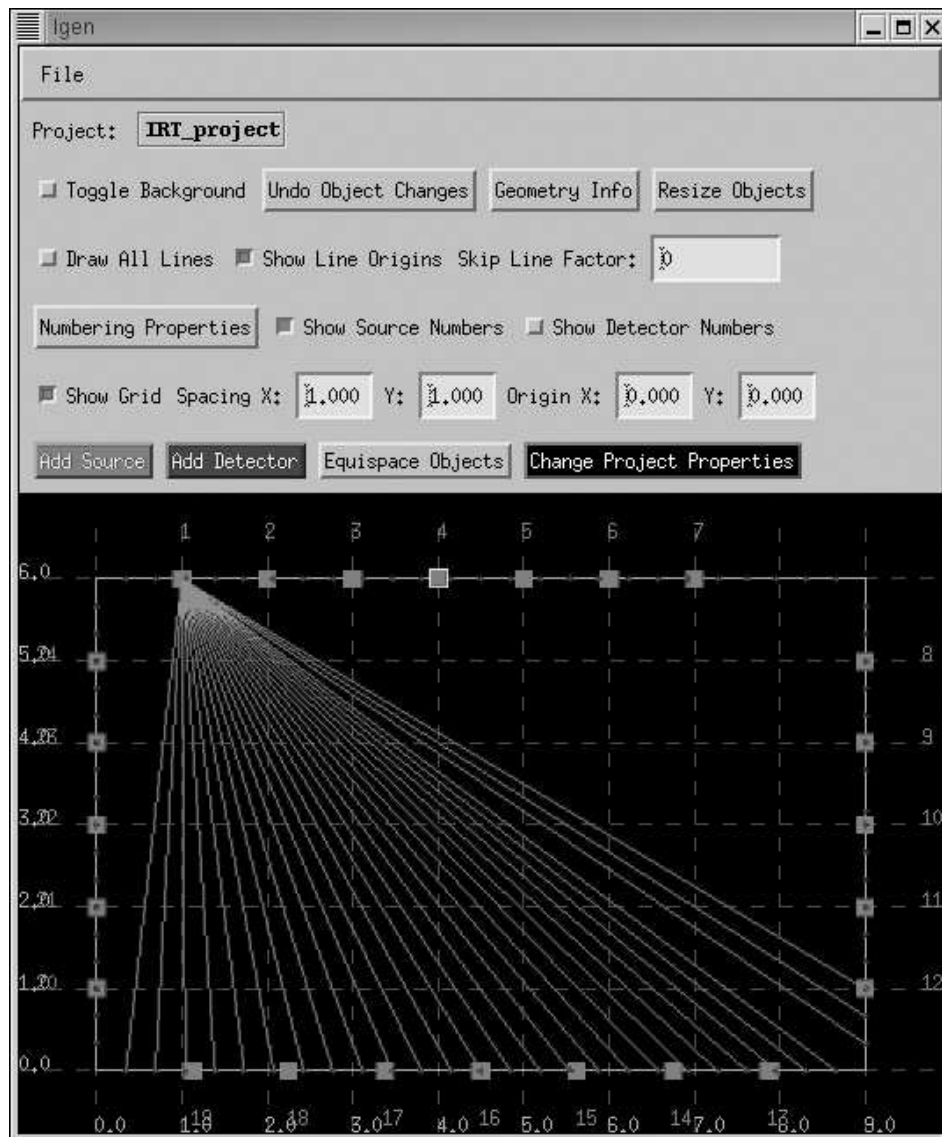 Igen
File
Project: IRT_project
Toggle Background Undo Object Changes Geometry Info Resize Objects
Draw All Lines Show Line Origins Skip Line Factor: 0
Numbering Properties Show Source Numbers Show Detector Numbers
Show Grid Spacing X: 1.000 Y: 1.000 Origin X: 0.000 Y: 0.000
Add Source Add Detector Equispace Objects Change Project Properties
1 2 3 4 5 6 7
6.0
8
9
10
11
12
0.0
0.0 2.0 18 3.0 17 4.0 16 5.0 15 6.0 14 7.0 13 8.0 9.0